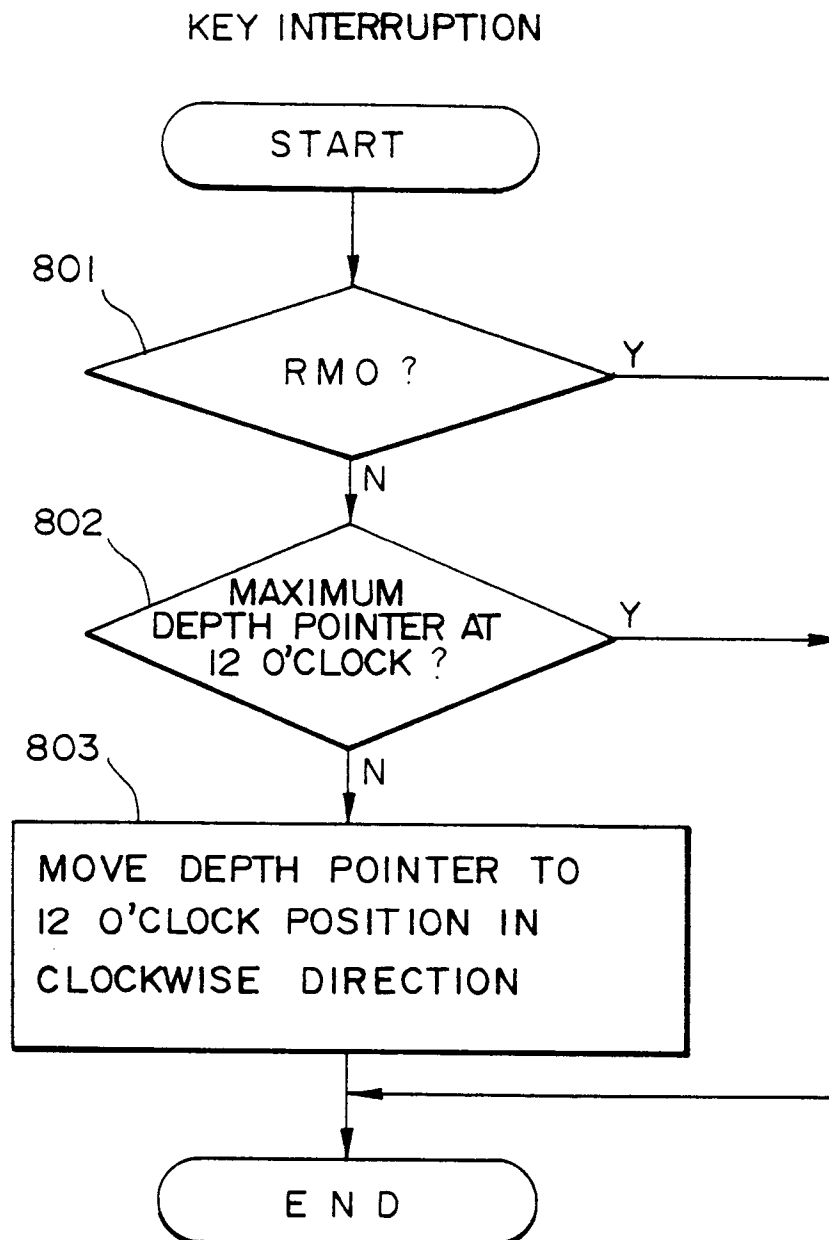 KEY INTERRUPTION
START
801
RMO ?
Y
N
802
MAXIMUM
DEPTH POINTER AT
12 O'CLOCK ?
Y
N
803
MOVE DEPTH POINTER TO
12 O'CLOCK POSITION IN
CLOCKWISE DIRECTION
END